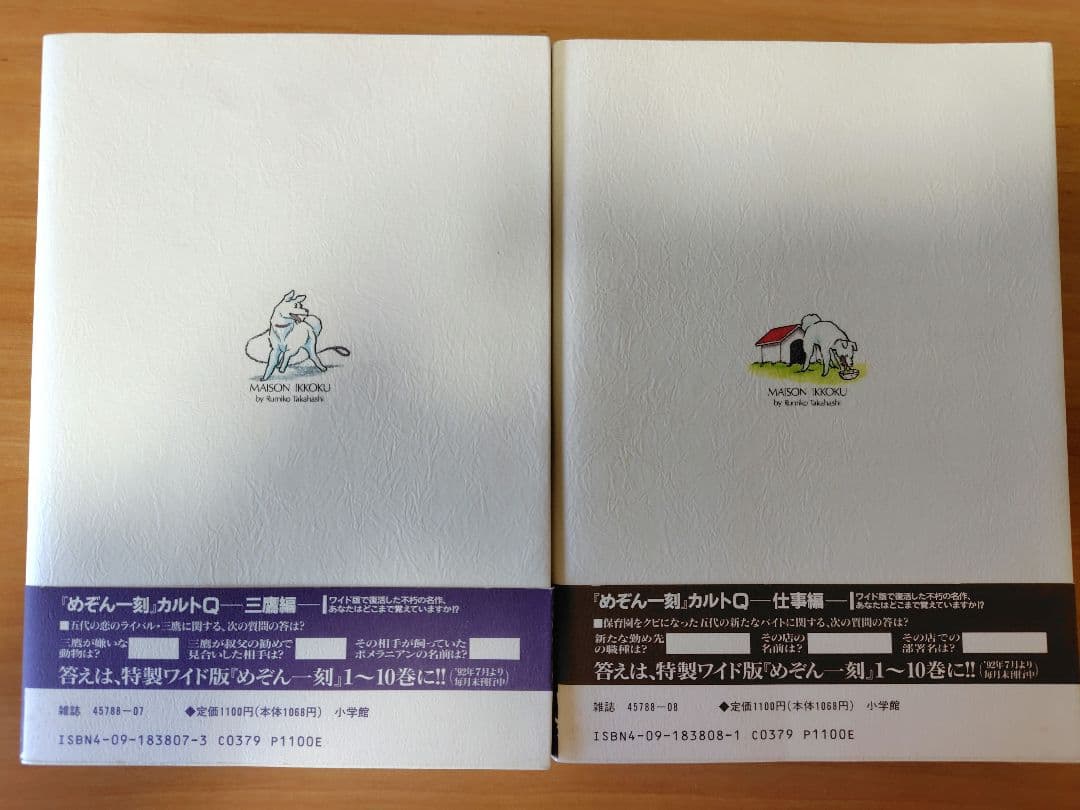 MAISON IKKOKU
by Rumiko Takahashi
『めぞん一刻』カルトQ―三鷹編―
ワイド版で復活した不朽の名作、
あなたはどこまで覚えていますか!?
■五代の恋のライバル・三鷹に関する、次の質問の答は?
三鷹が嫌いな
動物は?
三鷹が叔父の勧めで
見合いした相手は?
その相手が飼っていた
ポメラニアンの名前は?
答えは、特製ワイド版『めぞん一刻』1〜10巻に!!('92年7月より
毎月末刊行中)
雑誌 45788-07 ◆定価1100円(本体1068円) 小学館
ISBN4-09-183807-3 C0379 P1100E
MAISON IKKOKU
by Rumiko Takahashi
『めぞん一刻』カルトQ―仕事編―
ワイド版で復活した不朽の名作、
あなたはどこまで覚えていますか!?
■保育園をクビになった五代の新たなバイトに関する、次の質問の答は?
新たな勤め先
の職種は?
その店の
名前は?
その店での
部署名は?
答えは、特製ワイド版『めぞん一刻』1〜10巻に!!('92年7月より
毎月末刊行中)
雑誌 45788-08 ◆定価1100円(本体1068円) 小学館
ISBN4-09-183808-1 C0379 P1100E